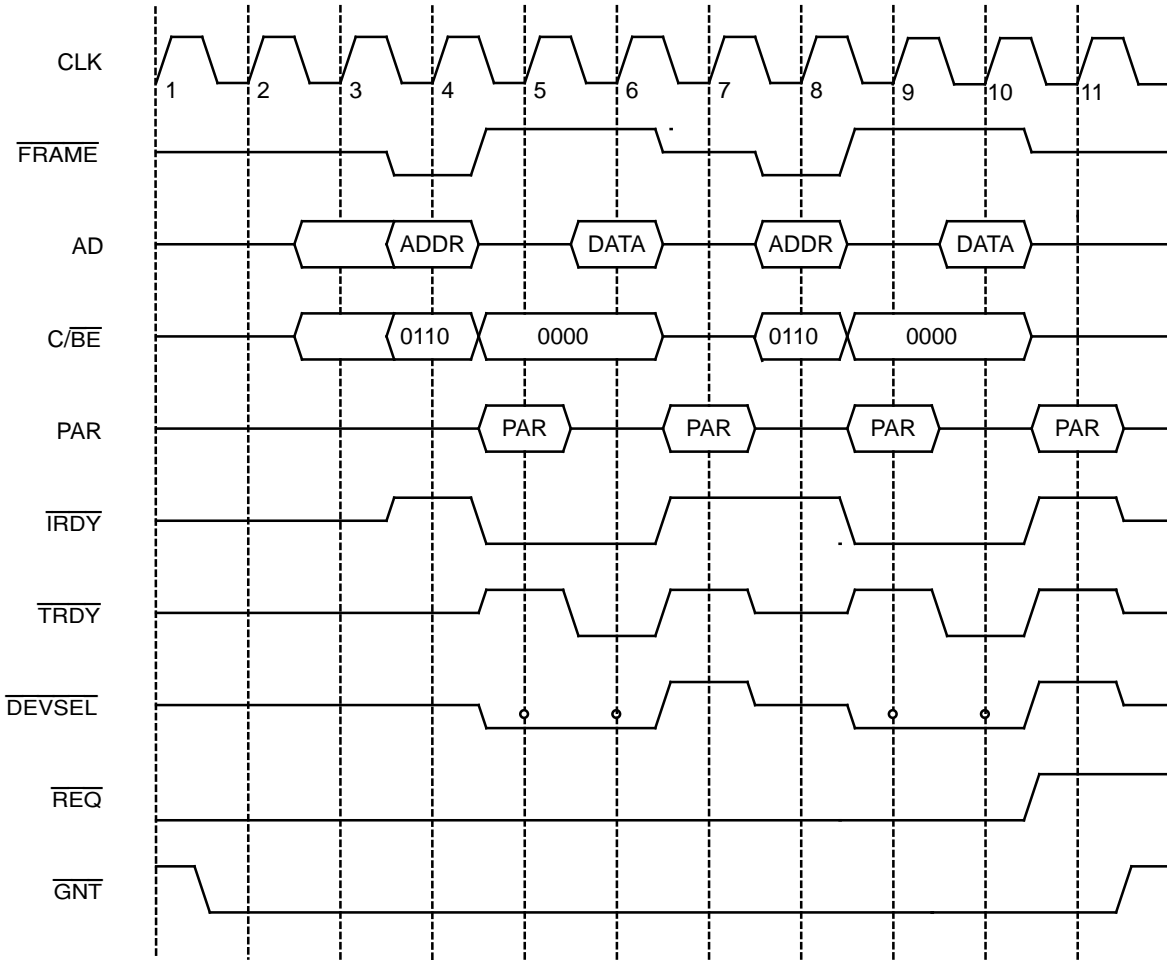 CLK
1 2 3 4 5 6 7 8 9 10 11
FRAME
AD ADDR DATA ADDR DATA
C/BE 0110 0000 0110 0000
PAR PAR PAR PAR PAR
IRDY
TRDY
DEVSEL
REQ
GNT